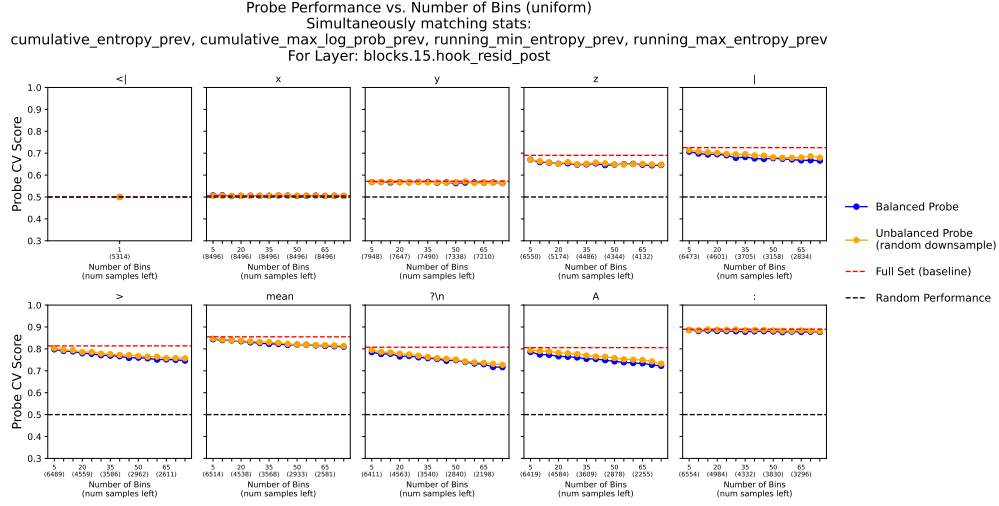 Probe Performance vs. Number of Bins (uniform)
Simultaneously matching stats:
cumulative_entropy_prev, cumulative_max_log_prob_prev, running_min_entropy_prev, running_max_entropy_prev
For Layer: blocks.15.hook_resid_post
<| x y z |
Probe CV Score
1.0
0.9
0.8
0.7
0.6
0.5
0.4
0.3
1
(5314)
Number of Bins
(num samples left)
5 20 35 50 65
(8496) (8496) (8496) (8496) (8496)
Number of Bins
(num samples left)
5 20 35 50 65
(7948) (7647) (7490) (7338) (7210)
Number of Bins
(num samples left)
5 20 35 50 65
(6550) (5174) (4486) (4344) (4132)
Number of Bins
(num samples left)
5 20 35 50 65
(6473) (4601) (3705) (3158) (2834)
Number of Bins
(num samples left)
> mean ?\n A :
Probe CV Score
1.0
0.9
0.8
0.7
0.6
0.5
0.4
0.3
5 20 35 50 65
(6489) (4559) (3586) (2962) (2611)
Number of Bins
(num samples left)
5 20 35 50 65
(6514) (4538) (3568) (2933) (2581)
Number of Bins
(num samples left)
5 20 35 50 65
(6411) (4563) (3540) (2840) (2198)
Number of Bins
(num samples left)
5 20 35 50 65
(6419) (4584) (3609) (2878) (2255)
Number of Bins
(num samples left)
5 20 35 50 65
(6554) (4984) (4332) (3830) (3296)
Number of Bins
(num samples left)
Balanced Probe
Unbalanced Probe
(random downsample)
Full Set (baseline)
Random Performance